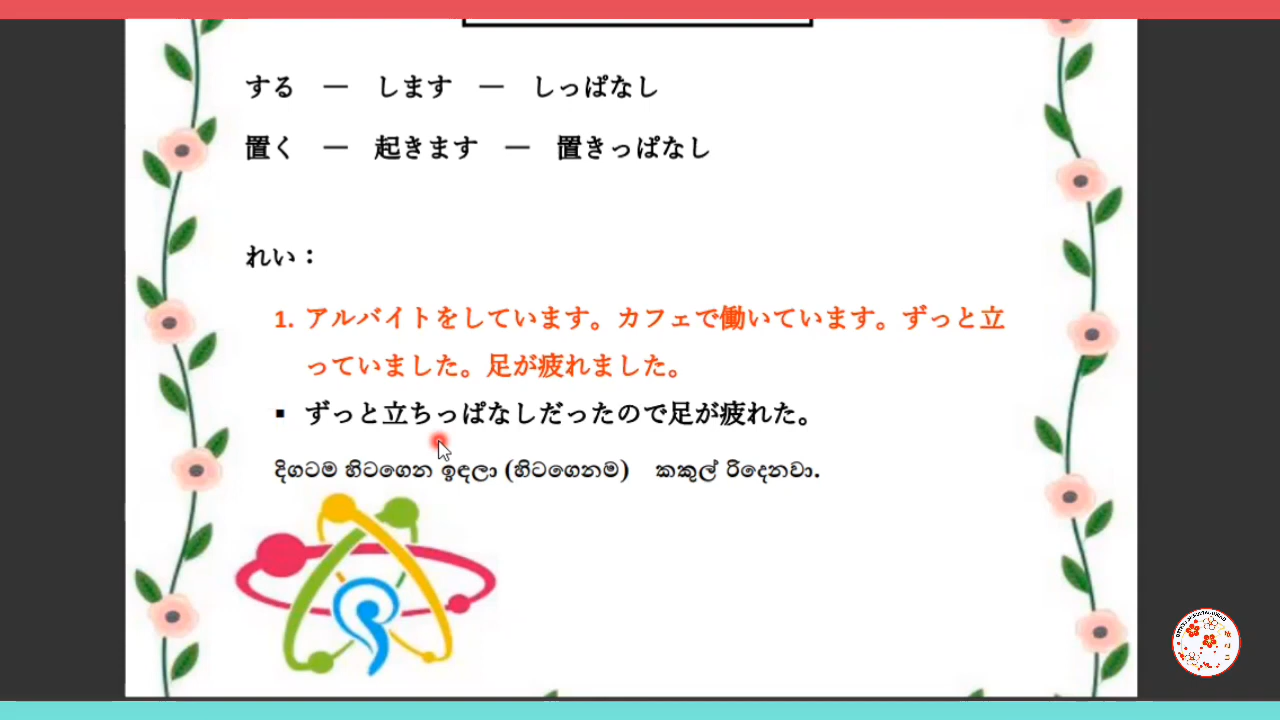 する ー します ー しっぱなし
置く ー 起きます ー 置きっぱなし
れい：
1. アルバイトをしています。カフェで働いています。ずっと立
っていました。足が疲れました。
▪ ずっと立ちっぱなしだったので足が疲れた。
දිගටම හිටගෙන ඉඳලා (හිටගෙනම) කකුල් රිදෙනවා.